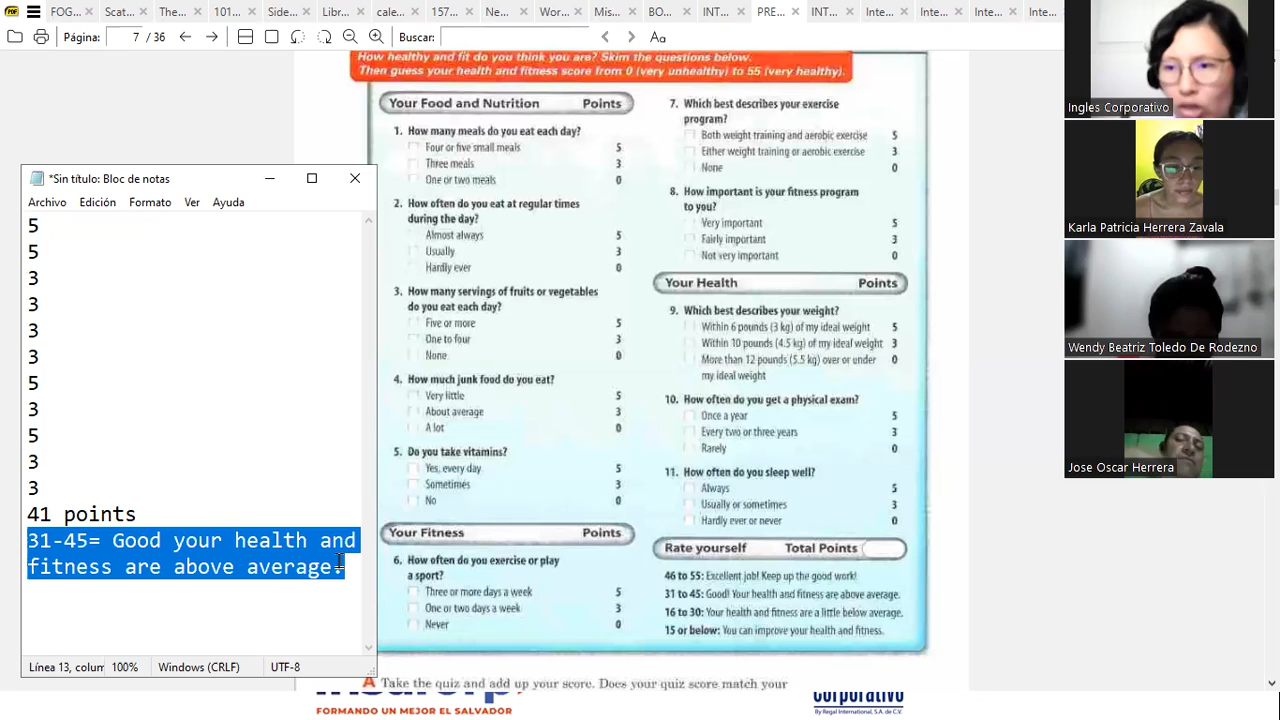 FOG...
Scat...
The...
101...
Side...
Libr...
cale...
157...
Ne...
Wor...
Mis...
BO...
INT...
PRE...
INT...
Inte...
Inte...
Inte...
Inte...
Página:
7 / 36
Buscar:
Aa
*Sin título: Bloc de notas
Archivo Edición Formato Ver Ayuda
5
5
3
3
3
3
5
3
5
3
3
41 points
31-45= Good your health and
fitness are above average.
Línea 13, colum 100% Windows (CRLF) UTF-8
How healthy and fit do you think you are? Skim the questions below.
Then guess your health and fitness score from 0 (very unhealthy) to 55 (very healthy).
Your Food and Nutrition Points
1. How many meals do you eat each day?
Four or five small meals 5
Three meals 3
One or two meals 0
2. How often do you eat at regular times
during the day?
Almost always 5
Usually 3
Hardly ever 0
3. How many servings of fruits or vegetables
do you eat each day?
Five or more 5
One to four 3
None 0
4. How much junk food do you eat?
Very little 5
About average 3
A lot 0
5. Do you take vitamins?
Yes, every day 5
Sometimes 3
No 0
Your Fitness Points
6. How often do you exercise or play
a sport?
Three or more days a week 5
One or two days a week 3
Never 0
7. Which best describes your exercise
program?
Both weight training and aerobic exercise 5
Either weight training or aerobic exercise 3
None 0
8. How important is your fitness program
to you?
Very important 5
Fairly important 3
Not very important 0
Your Health Points
9. Which best describes your weight?
Within 6 pounds (3 kg) of my ideal weight 5
Within 10 pounds (4.5 kg) of my ideal weight 3
More than 12 pounds (5.5 kg) over or under 0
my ideal weight
10. How often do you get a physical exam?
Once a year 5
Every two or three years 3
Rarely 0
11. How often do you sleep well?
Always 5
Usually or sometimes 3
Hardly ever or never 0
Rate yourself Total Points
46 to 55: Excellent job! Keep up the good work!
31 to 45: Good! Your health and fitness are above average.
16 to 30: Your health and fitness are a little below average.
15 or below: You can improve your health and fitness.
A Take the quiz and add up your score. Does your quiz score match your
FORMANDO UN MEJOR EL SALVADOR
corporativo
By Regal International, S.A. de C.V.
Ingles Corporativo
Karla Patricia Herrera Zavala
Wendy Beatriz Toledo De Rodezno
Jose Oscar Herrera